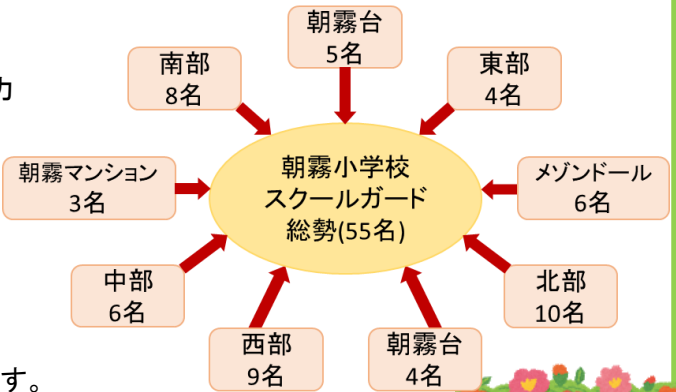 朝霧台
5名
南部
8名
東部
4名
力
朝霧マンション
3名
朝霧小学校
スクールガード
総勢(55名)
メゾンドール
6名
中部
6名
北部
10名
西部
9名
朝霧台
4名
す。